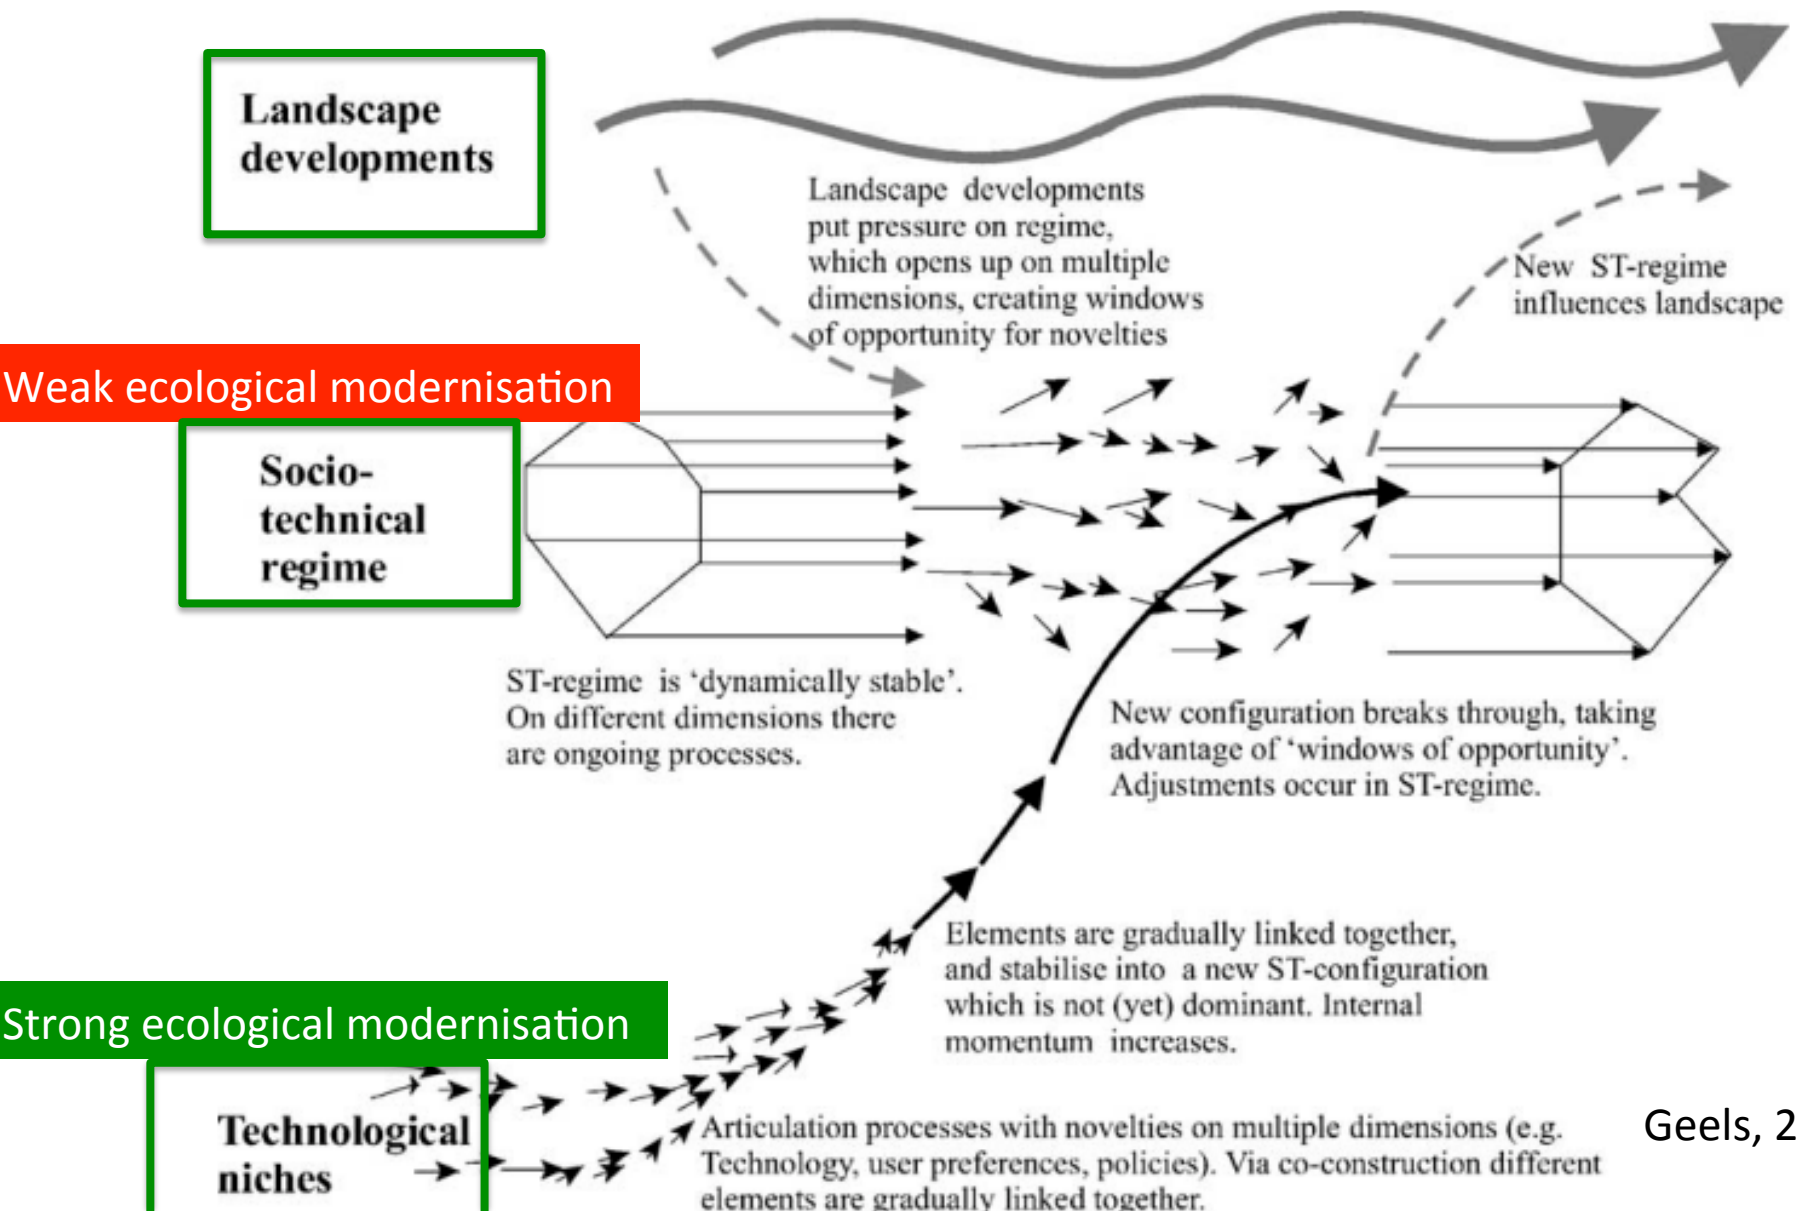 Landscape
developments
Landscape developments
put pressure on regime,
which opens up on multiple
dimensions, creating windows
of opportunity for novelties
New ST-regime
influences landscape
Weak ecological modernisation
Socio-
technical
regime
ST-regime is ‘dynamically stable’.
On different dimensions there
are ongoing processes.
New configuration breaks through, taking
advantage of ‘windows of opportunity’.
Adjustments occur in ST-regime.
Elements are gradually linked together,
and stabilise into a new ST-configuration
which is not (yet) dominant. Internal
momentum increases.
Strong ecological modernisation
Technological
niches
Articulation processes with novelties on multiple dimensions (e.g.
Technology, user preferences, policies). Via co-construction different
elements are gradually linked together.
Geels, 2